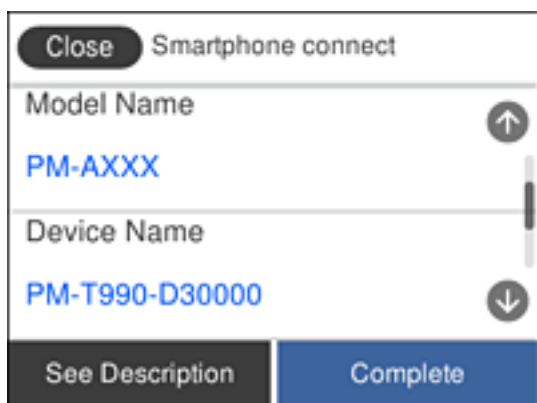 Close Smartphone connect
Model Name
PM-AXXX
Device Name
PM-T990-D30000
See Description Complete